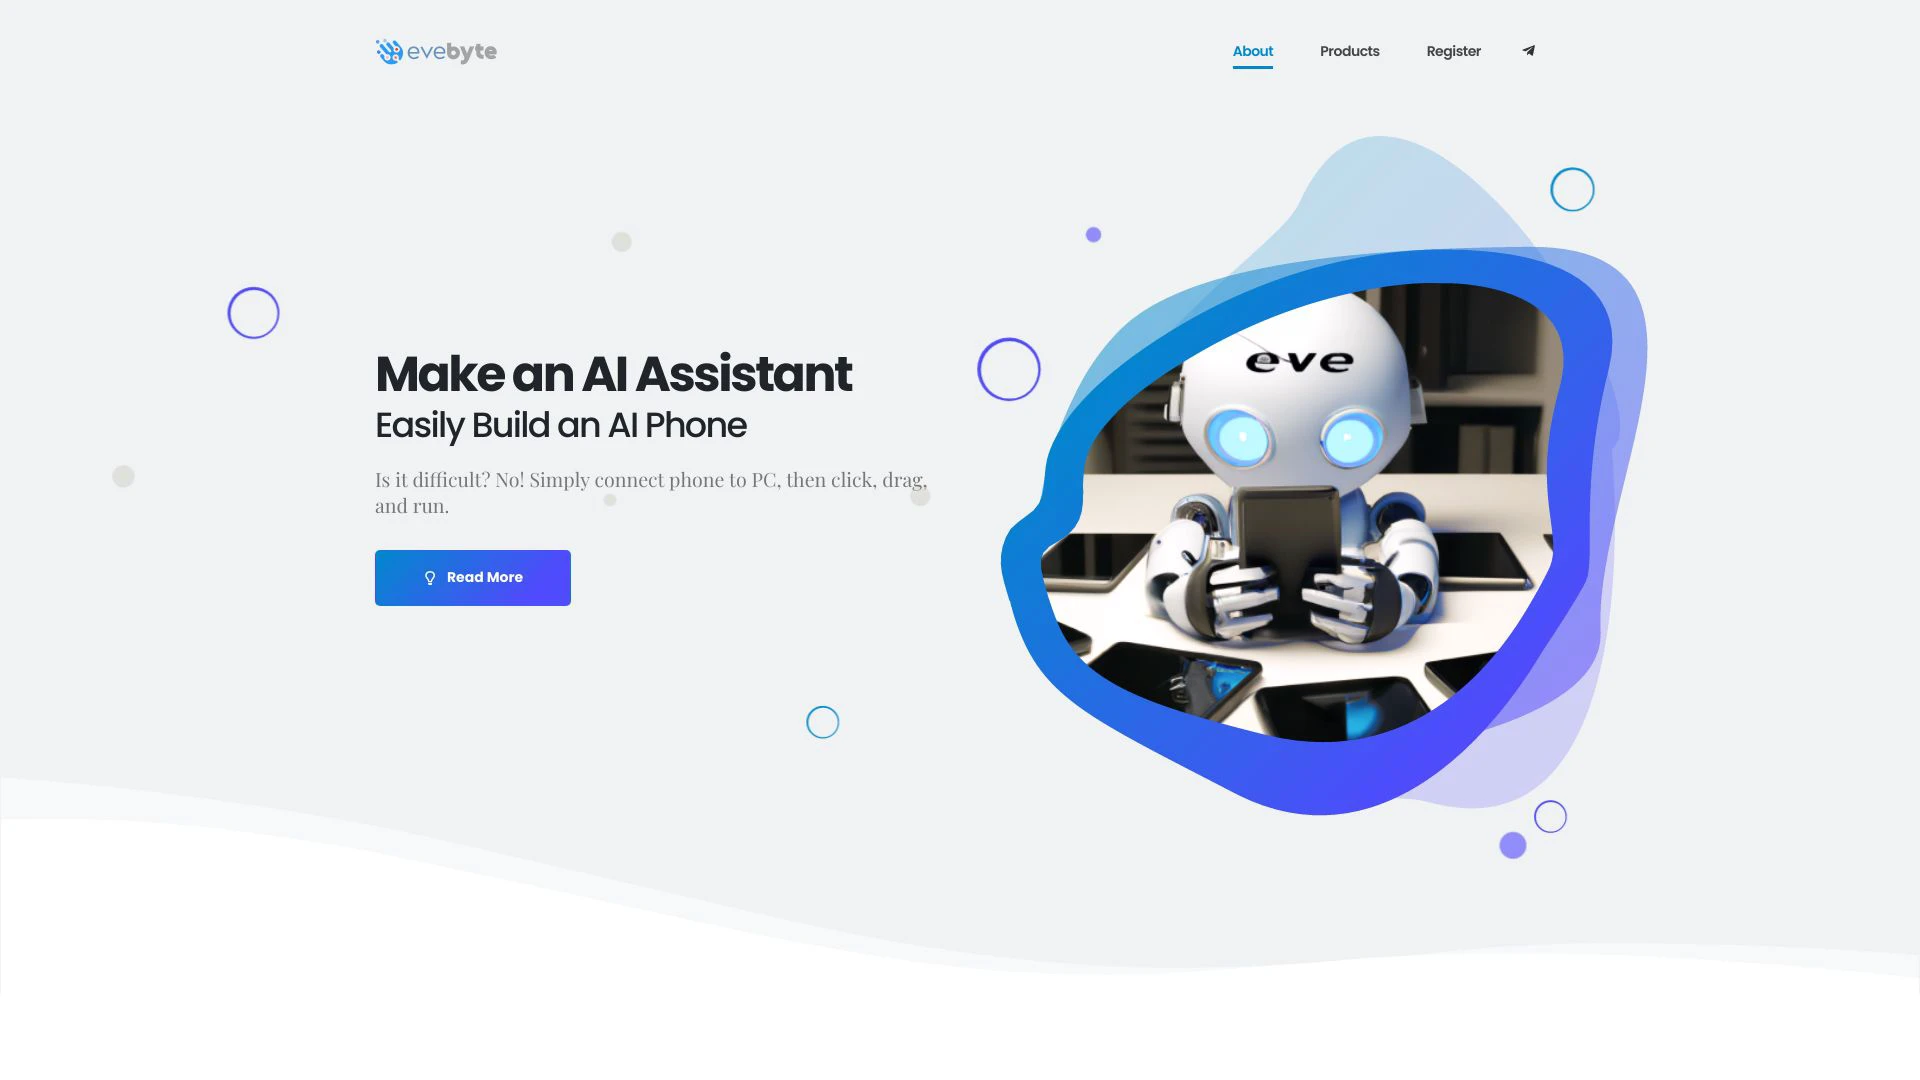 evebyte
About
Products
Register
eve
Make an AI Assistant
Easily Build an AI Phone
Is it difficult? No! Simply connect phone to PC, then click, drag,
and run.
Read More